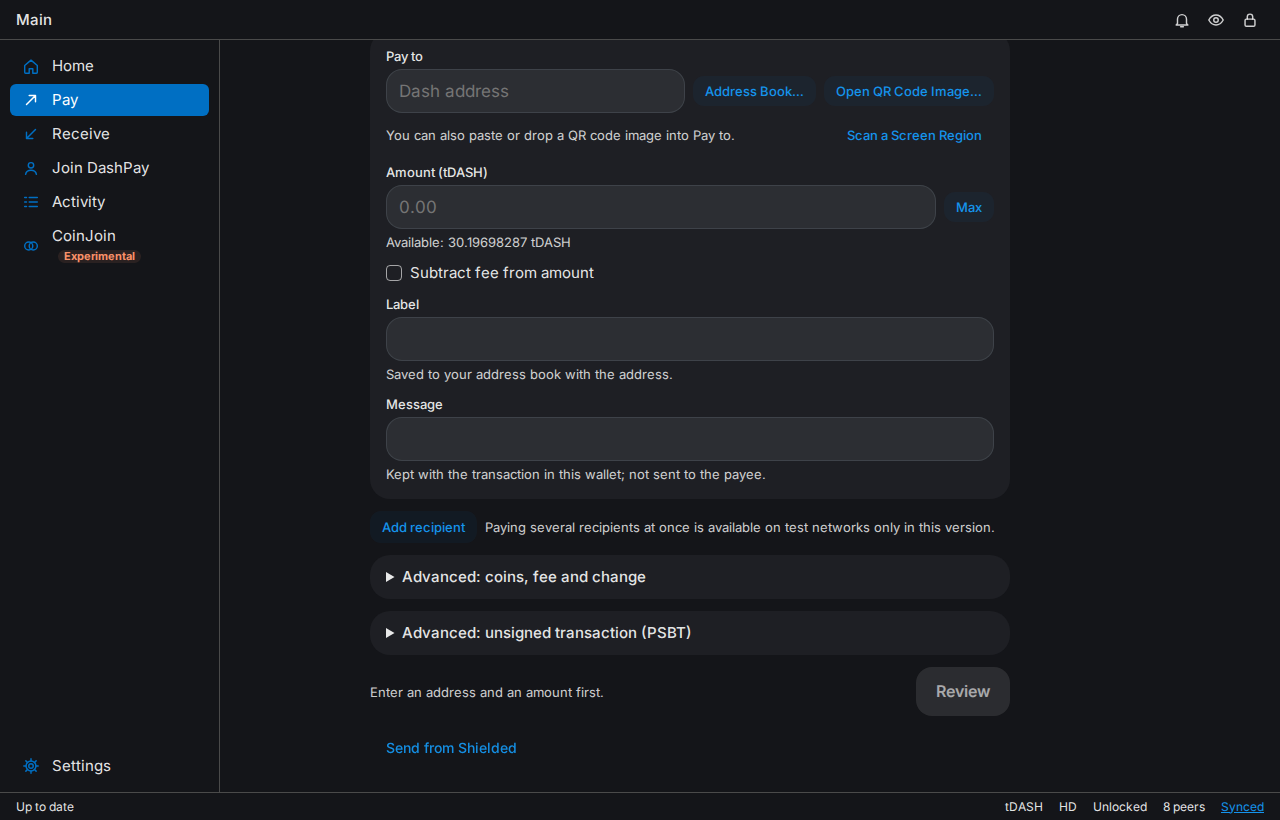 Main
Home
Pay
Receive
Join DashPay
Activity
CoinJoin
Experimental
Settings
Pay to
Dash address
Address Book...
Open QR Code Image...
You can also paste or drop a QR code image into Pay to.
Scan a Screen Region
Amount (tDASH)
0.00
Max
Available: 30.19698287 tDASH
Subtract fee from amount
Label
Saved to your address book with the address.
Message
Kept with the transaction in this wallet; not sent to the payee.
Add recipient
Paying several recipients at once is available on test networks only in this version.
Advanced: coins, fee and change
Advanced: unsigned transaction (PSBT)
Enter an address and an amount first.
Review
Send from Shielded
Up to date
tDASH
HD
Unlocked
8 peers
Synced